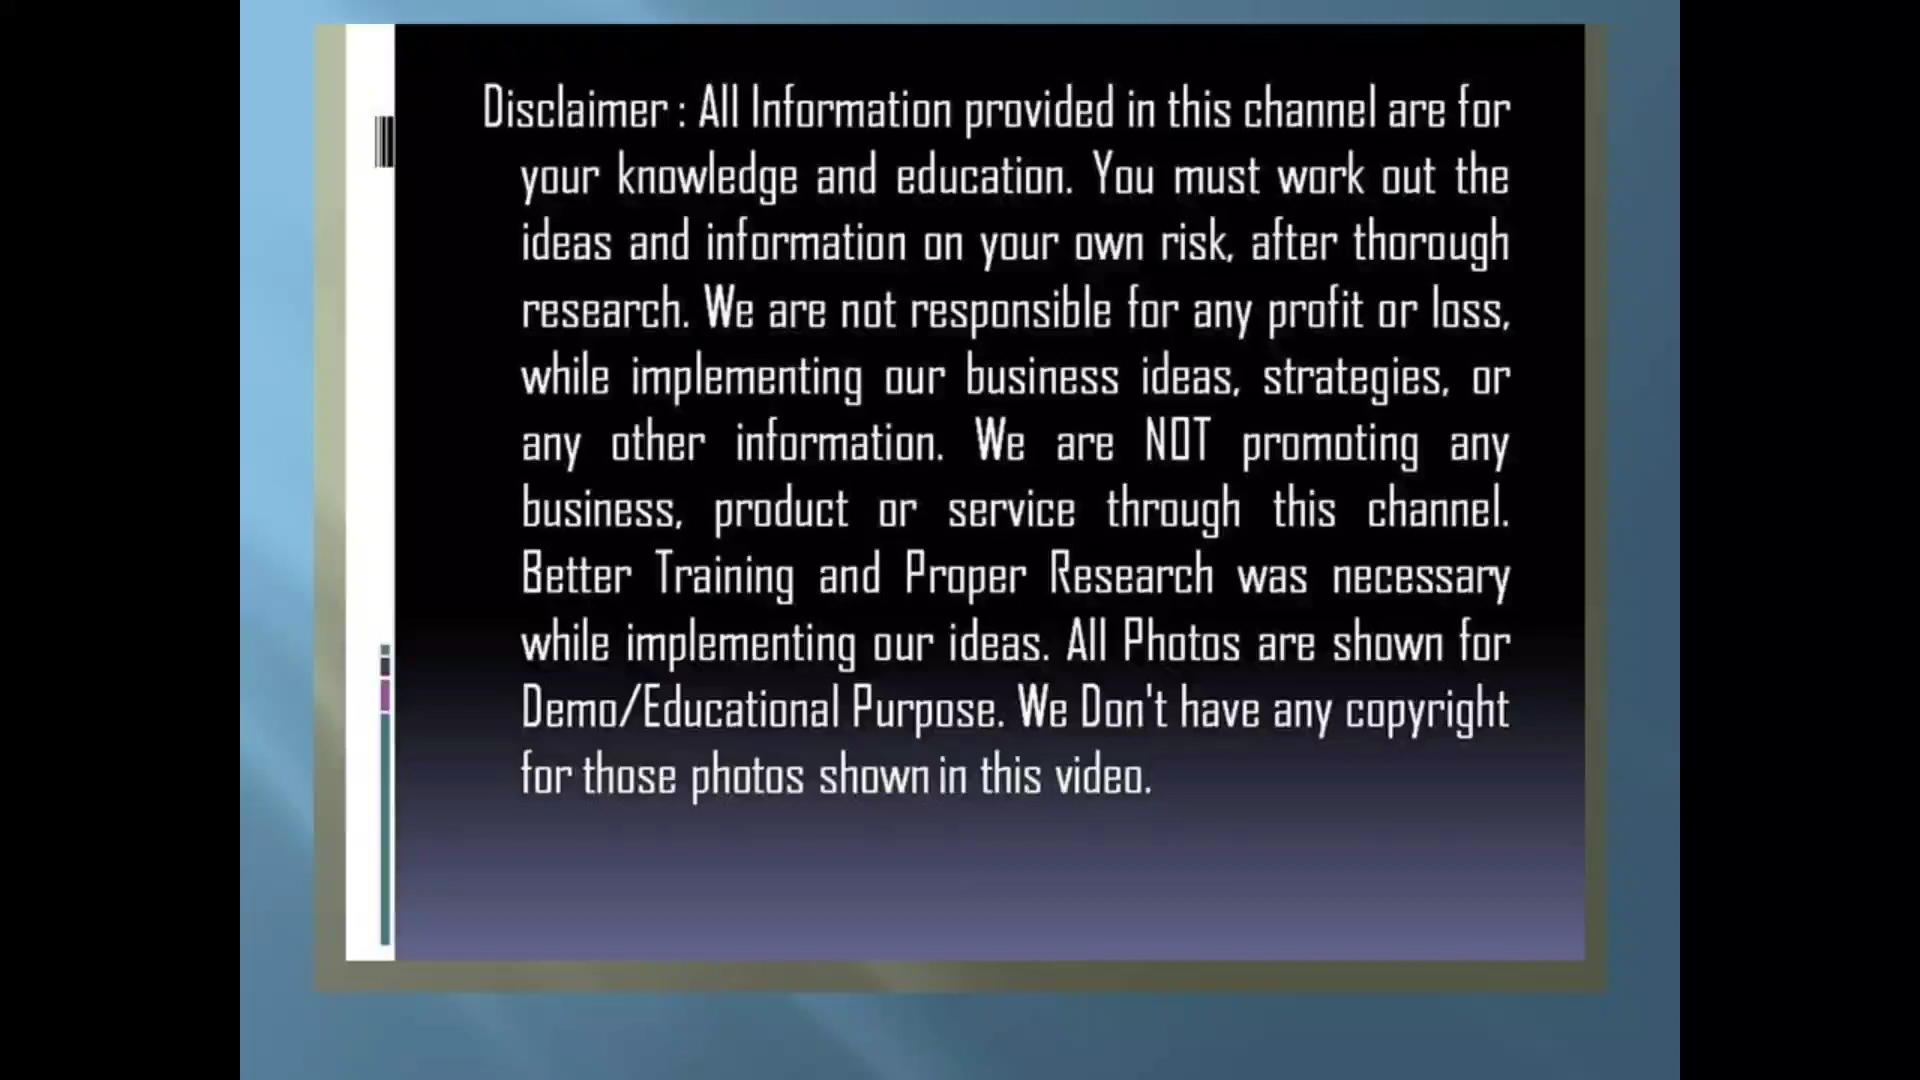 Disclaimer : All Information provided in this channel are for
your knowledge and education. You must work out the
ideas and information on your own risk, after thorough
research. We are not responsible for any profit or loss,
while implementing our business ideas, strategies, or
any other information. We are NOT promoting any
business, product or service through this channel.
Better Training and Proper Research was necessary
while implementing our ideas. All Photos are shown for
Demo/Educational Purpose. We Don't have any copyright
for those photos shown in this video.